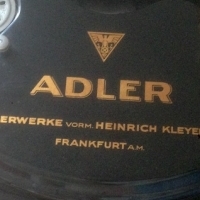 ADLER
ERWERKE VORM. HEINRICH KLEYE
FRANKFURT A.M.